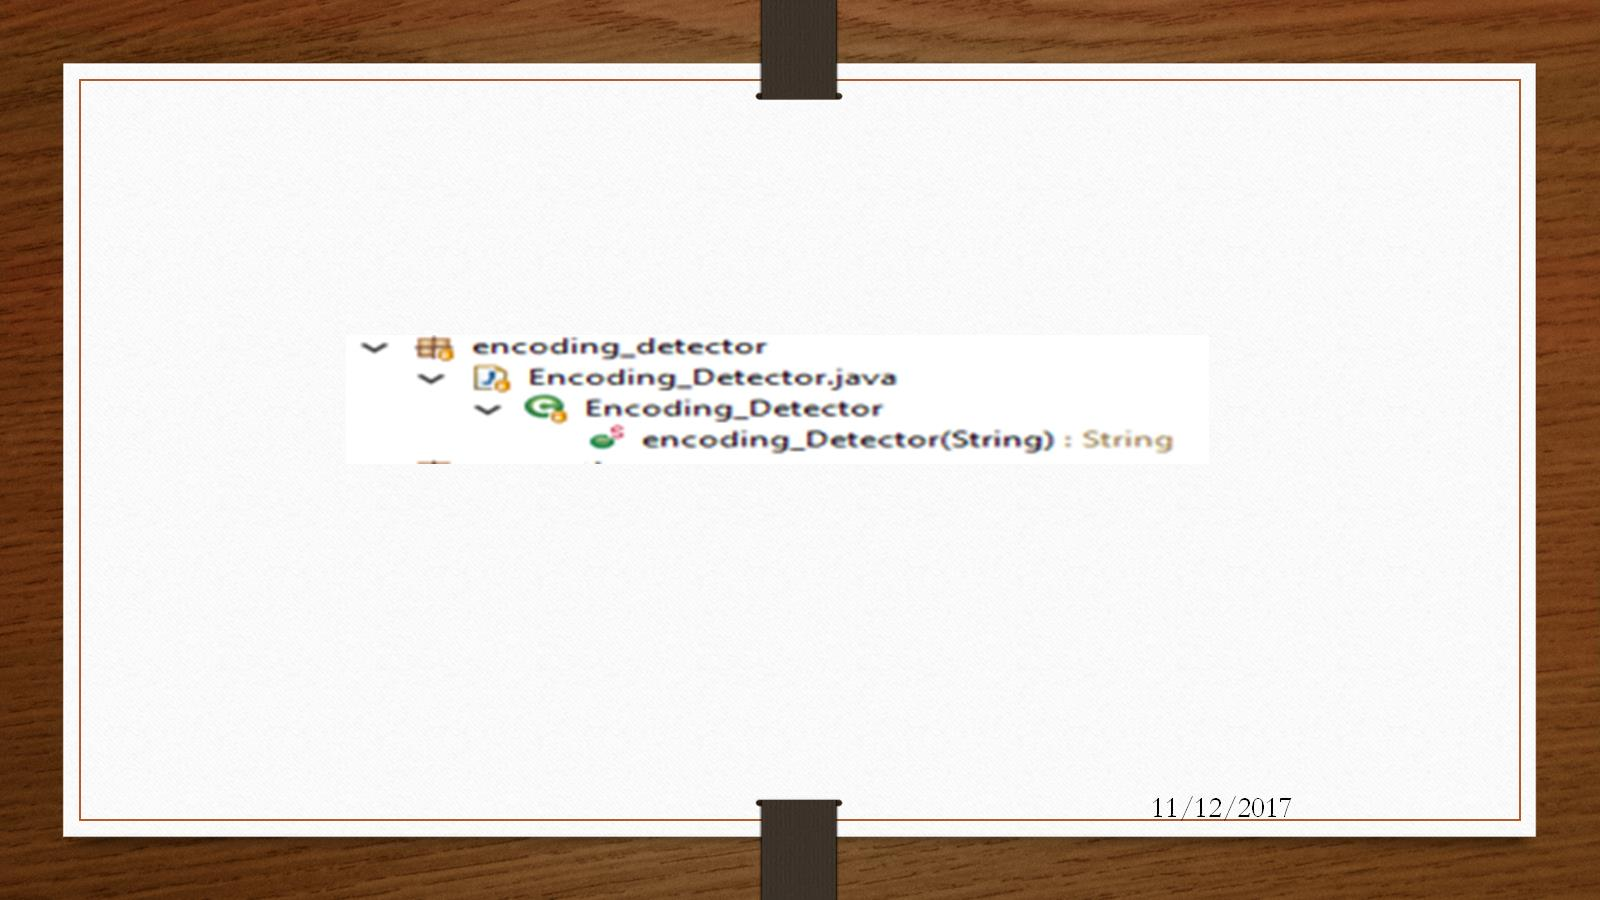 encoding_detector
Encoding_Detector.java
Encoding_Detector
encoding_Detector(String) : String
11/12/2017